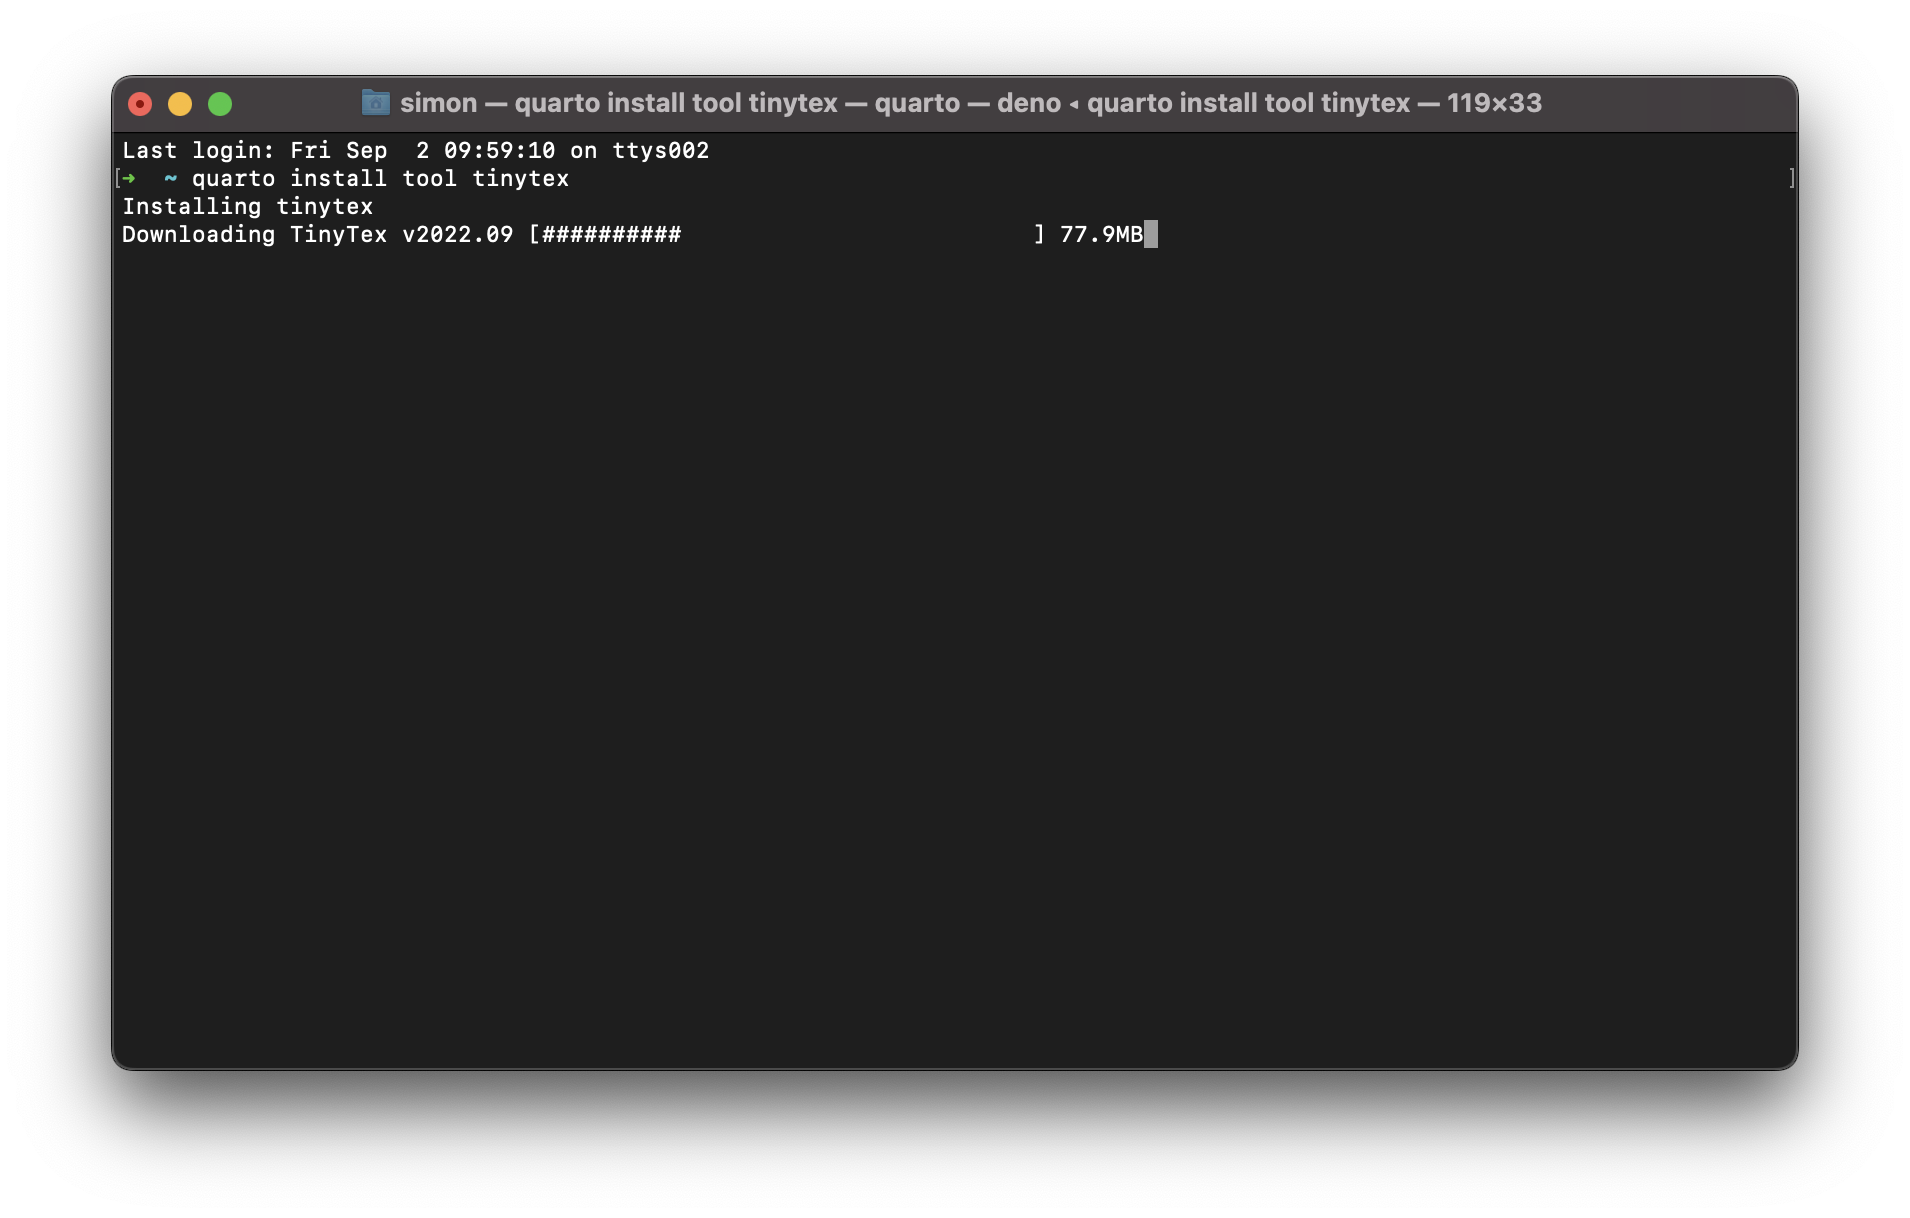 simon — quarto install tool tinytex — quarto — deno ◂ quarto install tool tinytex — 119×33
Last login: Fri Sep  2 09:59:10 on ttys002
[➜  ~ quarto install tool tinytex ]
Installing tinytex
Downloading TinyTex v2022.09 [##########                         ] 77.9MB